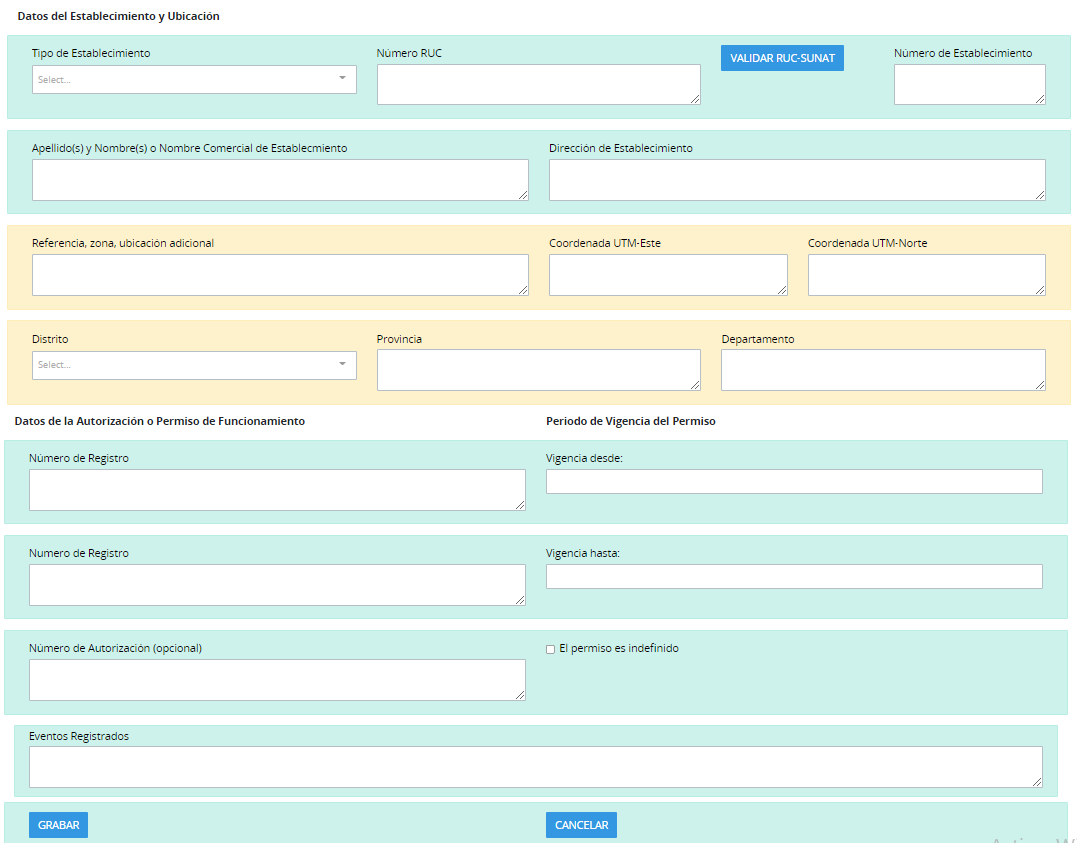 Datos del Establecimiento y Ubicación
Tipo de Establecimiento
Número RUC
VALIDAR RUC-SUNAT
Número de Establecimiento
Select...
Apellido(s) y Nombre(s) o Nombre Comercial de Establecmiento
Dirección de Establecimiento
Referencia, zona, ubicación adicional
Coordenada UTM-Este
Coordenada UTM-Norte
Distrito
Provincia
Departamento
Select...
Datos de la Autorización o Permiso de Funcionamiento
Periodo de Vigencia del Permiso
Número de Registro
Vigencia desde:
Numero de Registro
Vigencia hasta:
Número de Autorización (opcional)
El permiso es indefinido
Eventos Registrados
GRABAR
CANCELAR